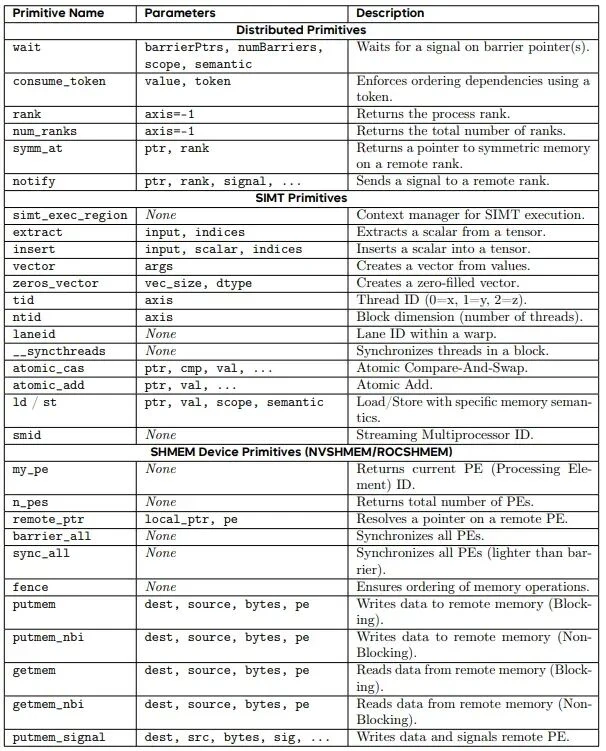 Primitive Name Parameters Description
Distributed Primitives
wait barrierPtrs, numBarriers, Waits for a signal on barrier pointer(s).
scope, semantic
consume_token value, token Enforces ordering dependencies using a
token.
rank axis=-1 Returns the process rank.
num_ranks axis=-1 Returns the total number of ranks.
symm_at ptr, rank Returns a pointer to symmetric memory
on a remote rank.
notify ptr, rank, signal, ... Sends a signal to a remote rank.
SIMT Primitives
simt_exec_region None Context manager for SIMT execution.
extract input, indices Extracts a scalar from a tensor.
insert input, scalar, indices Inserts a scalar into a tensor.
vector args Creates a vector from values.
zeros_vector vec_size, dtype Creates a zero-filled vector.
tid axis Thread ID (0=x, 1=y, 2=z).
ntid axis Block dimension (number of threads).
laneid None Lane ID within a warp.
__syncthreads None Synchronizes threads in a block.
atomic_cas ptr, cmp, val, ... Atomic Compare-And-Swap.
atomic_add ptr, val, ... Atomic Add.
ld / st ptr, val, scope, semantic Load/Store with specific memory seman-
tics.
smid None Streaming Multiprocessor ID.
SHMEM Device Primitives (NVSHMEM/ROCSHMEM)
my_pe None Returns current PE (Processing Ele-
ment) ID.
n_pes None Returns total number of PEs.
remote_ptr local_ptr, pe Resolves a pointer on a remote PE.
barrier_all None Synchronizes all PEs.
sync_all None Synchronizes all PEs (lighter than bar-
rier).
fence None Ensures ordering of memory operations.
putmem dest, source, bytes, pe Writes data to remote memory (Block-
ing).
putmem_nbi dest, source, bytes, pe Writes data to remote memory (Non-
Blocking).
getmem dest, source, bytes, pe Reads data from remote memory (Block-
ing).
getmem_nbi dest, source, bytes, pe Reads data from remote memory (Non-
Blocking).
putmem_signal dest, src, bytes, sig, ... Writes data and signals remote PE.